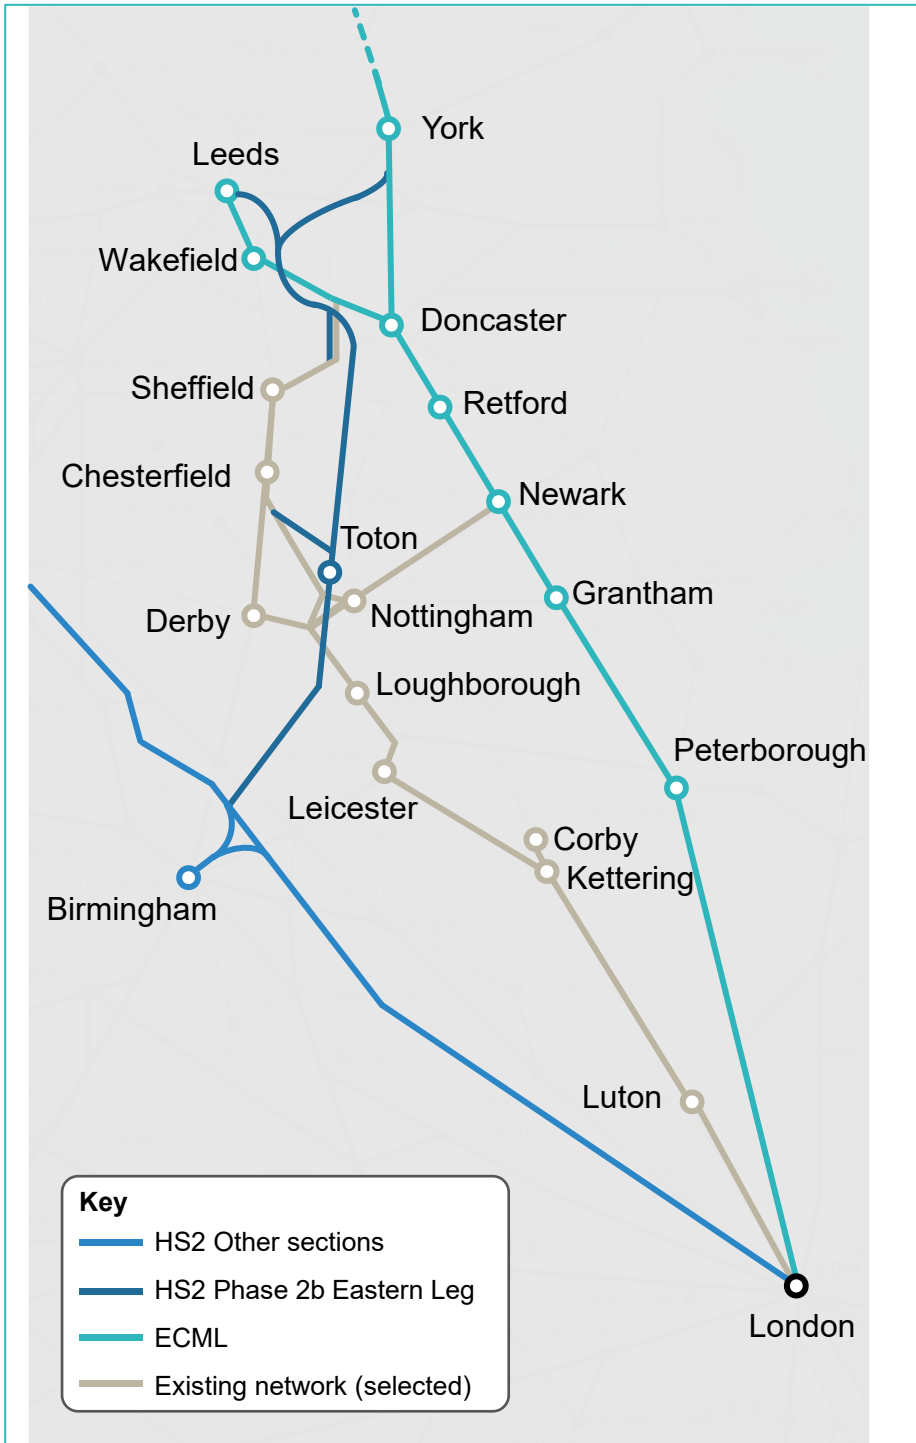 York
Leeds
Wakefield
Doncaster
Sheffield
Retford
Chesterfield
Newark
Toton
Grantham
Derby
Nottingham
Loughborough
Peterborough
Leicester
Corby
Kettering
Birmingham
Luton
Key
HS2 Other sections
HS2 Phase 2b Eastern Leg
ECML
Existing network (selected)
London